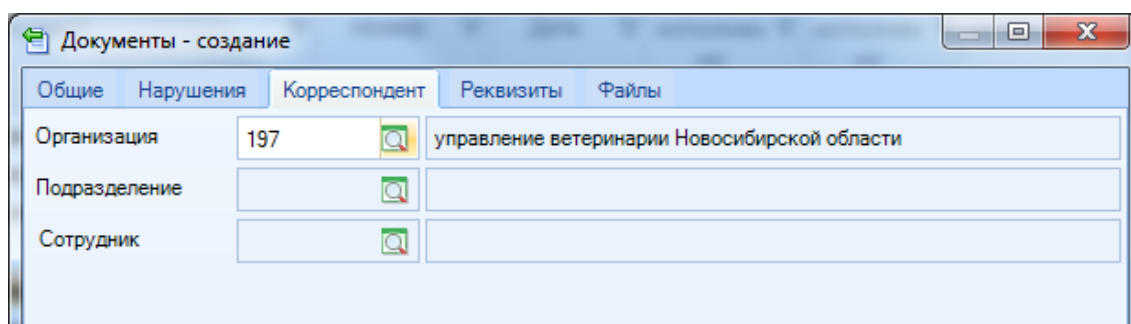 Документы - создание
Общие Нарушения Корреспондент Реквизиты Файлы
Организация 197 управление ветеринарии Новосибирской области
Подразделение
Сотрудник